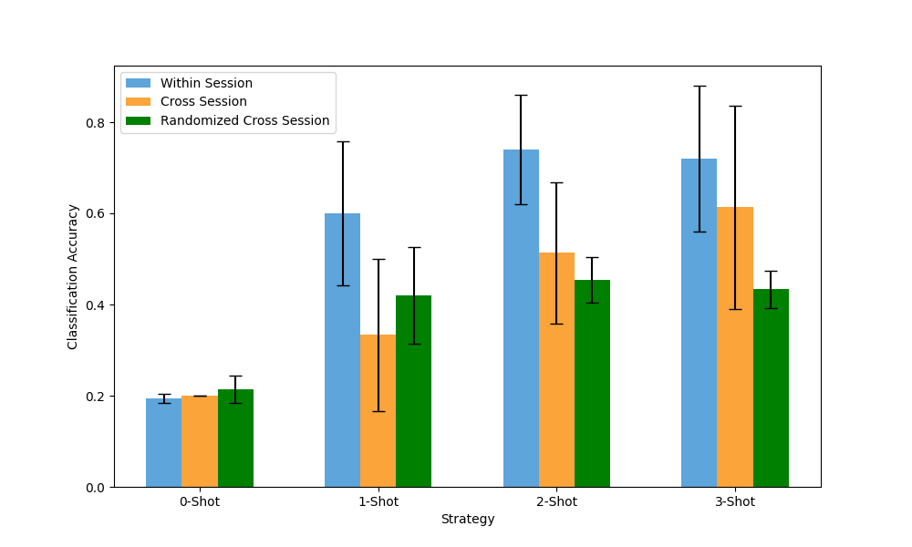 Within Session
Cross Session
Randomized Cross Session
Classification Accuracy
0.8
0.6
0.4
0.2
0.0
0-Shot
1-Shot
2-Shot
3-Shot
Strategy